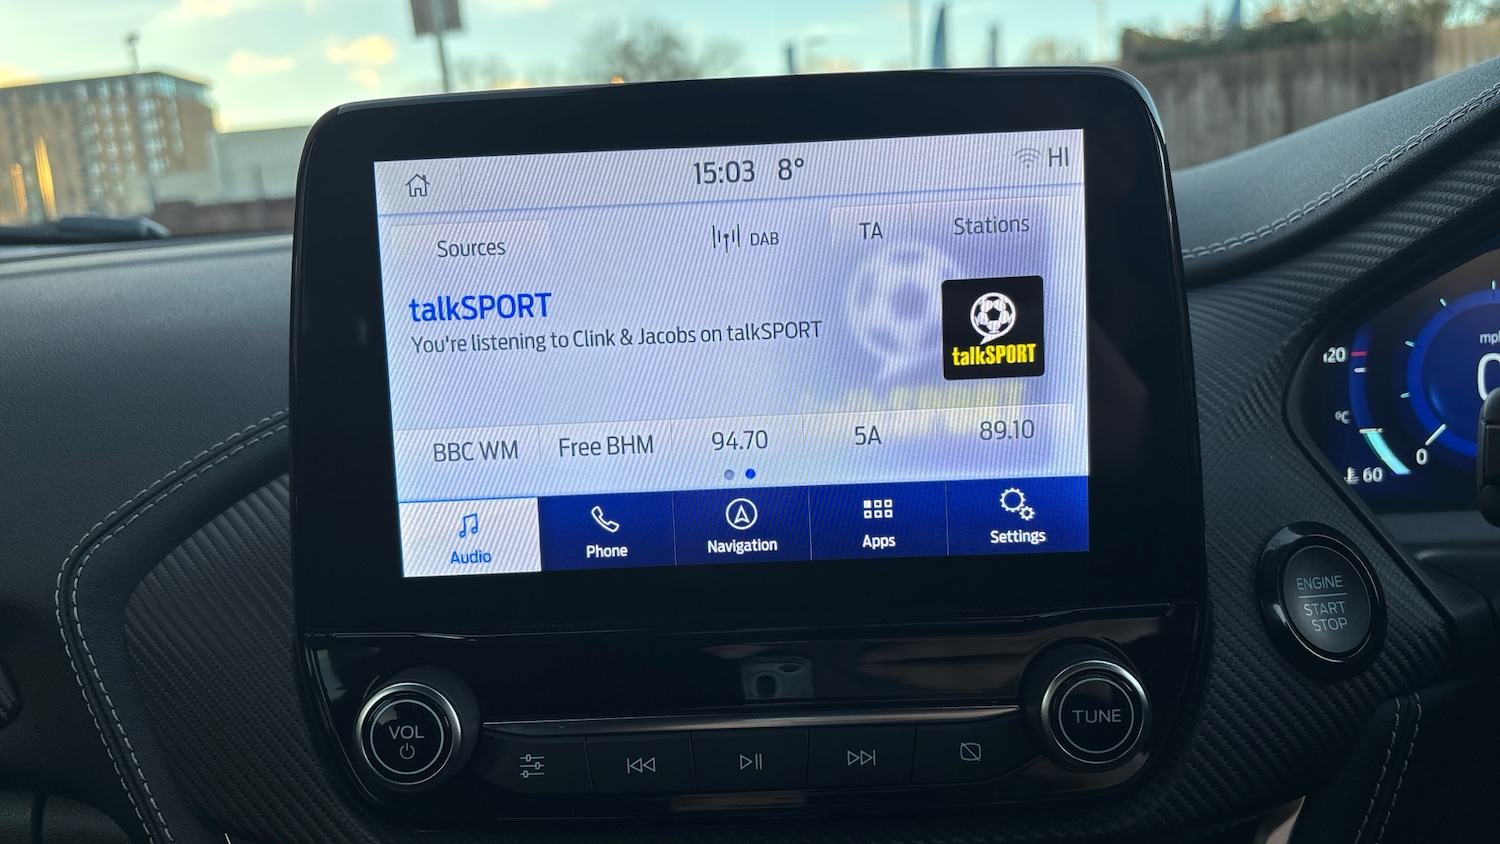 15:03 8° HI
Sources DAB TA Stations
talkSPORT
You're listening to Clink & Jacobs on talkSPORT
talkSPORT
BBC WM Free BHM 94.70 5A 89.10
Audio Phone Navigation Apps Settings
VOL
TUNE
ENGINE
START
STOP
120
°C
60
0